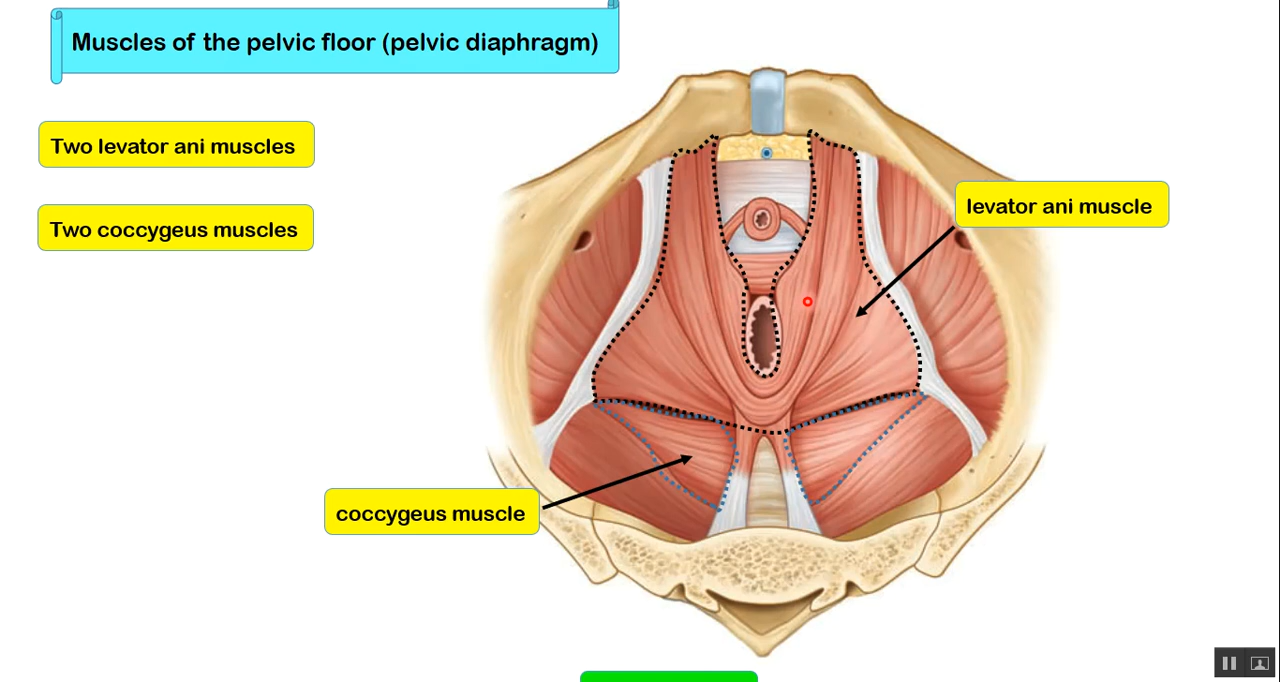 Muscles of the pelvic floor (pelvic diaphragm)
Two levator ani muscles
Two coccygeus muscles
levator ani muscle
coccygeus muscle